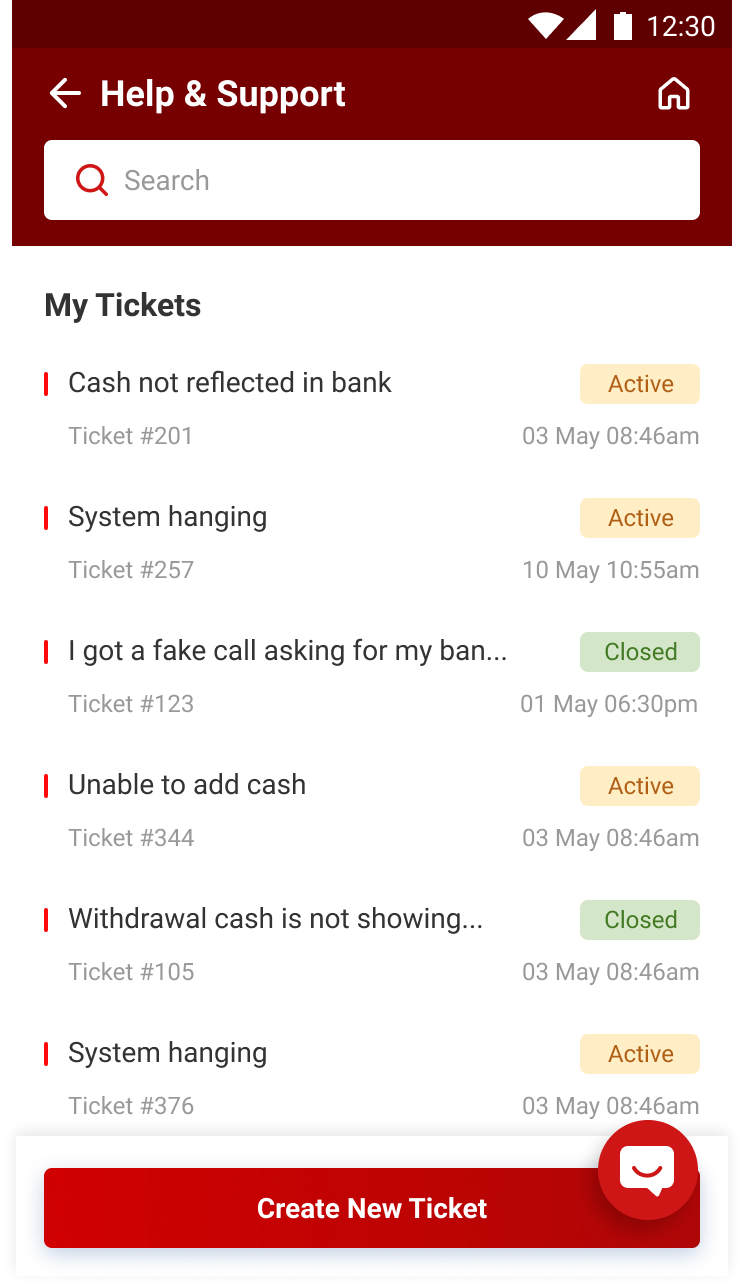 12:30
Help & Support
Search
My Tickets
Cash not reflected in bank Active
Ticket #201 03 May 08:46am
System hanging Active
Ticket #257 10 May 10:55am
I got a fake call asking for my ban... Closed
Ticket #123 01 May 06:30pm
Unable to add cash Active
Ticket #344 03 May 08:46am
Withdrawal cash is not showing... Closed
Ticket #105 03 May 08:46am
System hanging Active
Ticket #376 03 May 08:46am
Create New Ticket